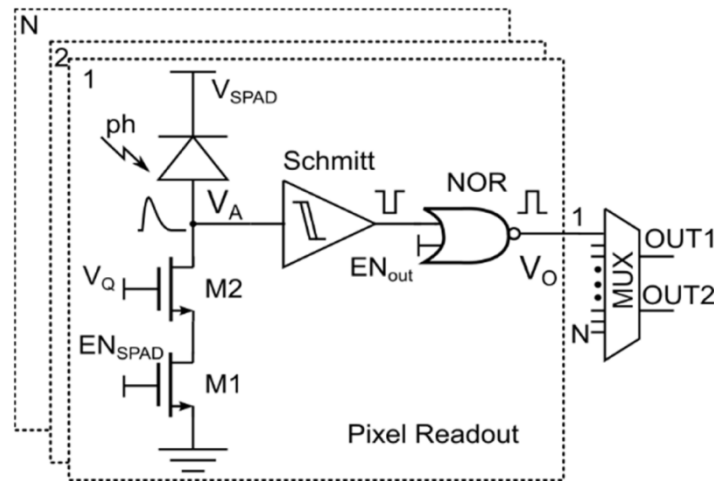 N
2
1
V_SPAD
ph
Schmitt
NOR
V_A
1
OUT1
EN_out
V_O
MUX
OUT2
V_Q
M2
N
EN_SPAD
M1
Pixel Readout